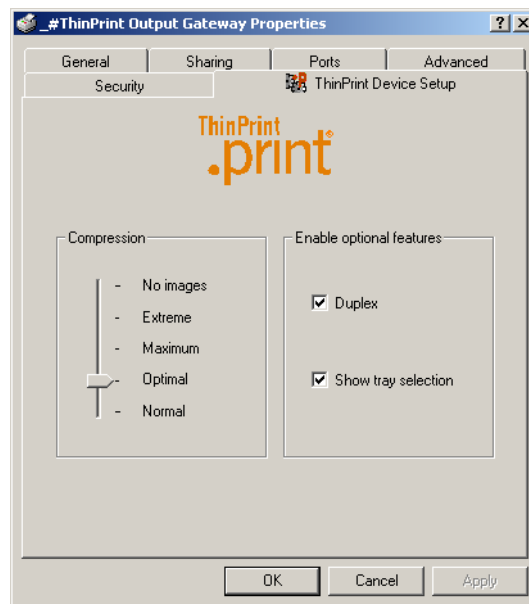 _#ThinPrint Output Gateway Properties
General Sharing Ports Advanced
Security ThinPrint Device Setup
ThinPrint
.print®
Compression
No images
Extreme
Maximum
Optimal
Normal
Enable optional features
Duplex
Show tray selection
OK Cancel Apply